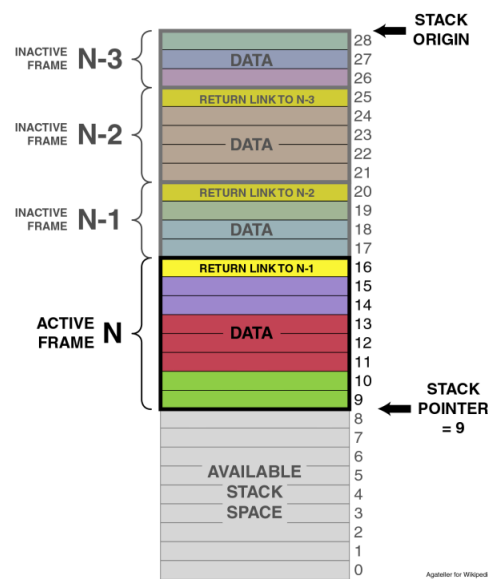 STACK
ORIGIN
28
INACTIVE
FRAME N-3
DATA
27
26
RETURN LINK TO N-3
25
24
INACTIVE
FRAME N-2
23
DATA
22
21
RETURN LINK TO N-2
20
INACTIVE
FRAME N-1
19
DATA
18
17
RETURN LINK TO N-1
16
15
14
ACTIVE
FRAME N
13
DATA
12
11
10
9
STACK
POINTER
= 9
8
7
6
AVAILABLE
STACK
SPACE
5
4
3
2
1
0
Agateller for Wikipedi